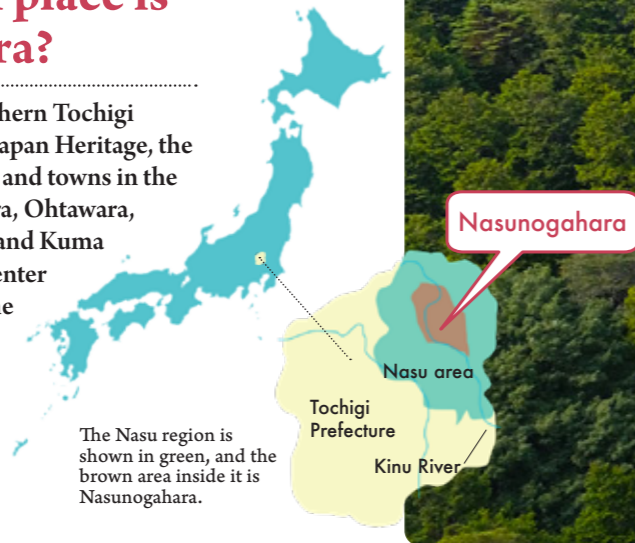 place is
ra?
hern Tochigi
apan Heritage, the
and towns in the
a, Ohtawara,
and Kuma
enter
e
Nasunogahara
Nasu area
Tochigi
Prefecture
Kinu River
The Nasu region is
shown in green, and the
brown area inside it is
Nasunogahara.